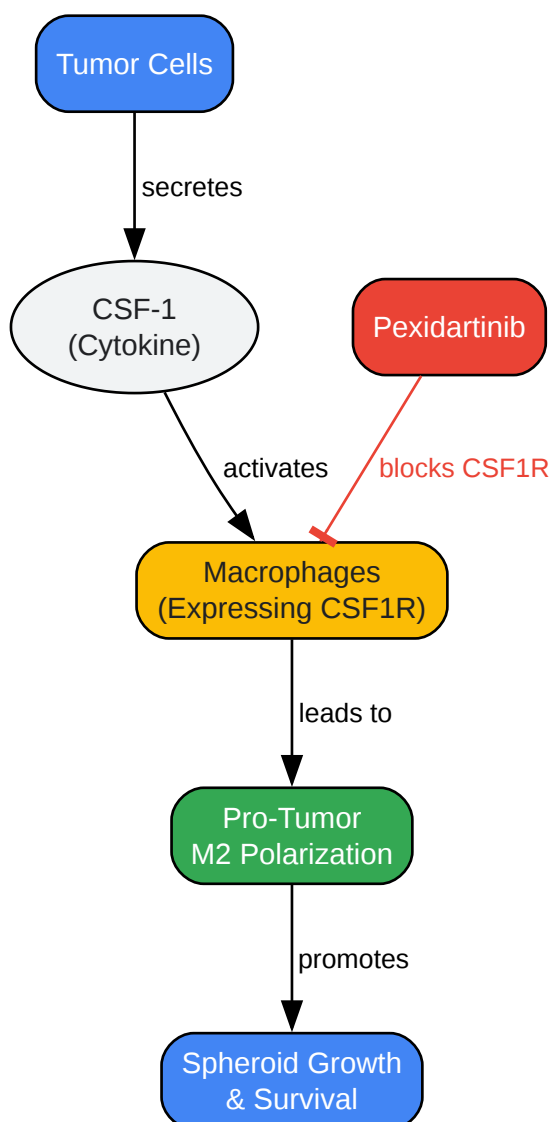 Tumor Cells
secretes
CSF-1
(Cytokine)
Pexidartinib
activates
blocks CSF1R
Macrophages
(Expressing CSF1R)
leads to
Pro-Tumor
M2 Polarization
promotes
Spheroid Growth
& Survival